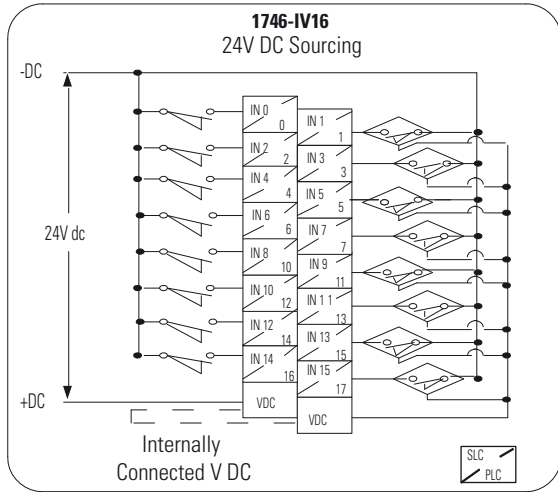 1746-IV16
24V DC Sourcing
-DC
IN 0
0
IN 1
1
IN 2
2
IN 3
3
IN 4
4
IN 5
5
IN 6
6
IN 7
7
24V dc
IN 8
10
IN 9
11
IN 10
12
IN 1 1
13
IN 12
14
IN 13
15
IN 14
16
IN 15
17
+DC
VDC
VDC
Internally
Connected V DC
SLC
PLC